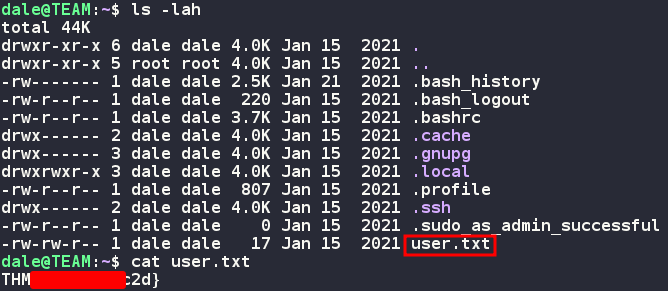 dale@TEAM:~$ ls -lah
total 44K
drwxr-xr-x 6 dale dale 4.0K Jan 15  2021 .
drwxr-xr-x 5 root root 4.0K Jan 15  2021 ..
-rw------- 1 dale dale 2.5K Jan 21  2021 .bash_history
-rw-r--r-- 1 dale dale  220 Jan 15  2021 .bash_logout
-rw-r--r-- 1 dale dale 3.7K Jan 15  2021 .bashrc
drwx------ 2 dale dale 4.0K Jan 15  2021 .cache
drwx------ 3 dale dale 4.0K Jan 15  2021 .gnupg
drwxrwxr-x 3 dale dale 4.0K Jan 15  2021 .local
-rw-r--r-- 1 dale dale  807 Jan 15  2021 .profile
drwx------ 2 dale dale 4.0K Jan 15  2021 .ssh
-rw-r--r-- 1 dale dale    0 Jan 15  2021 .sudo_as_admin_successful
-rw-rw-r-- 1 dale dale   17 Jan 15  2021 user.txt
dale@TEAM:~$ cat user.txt
THM c2d}